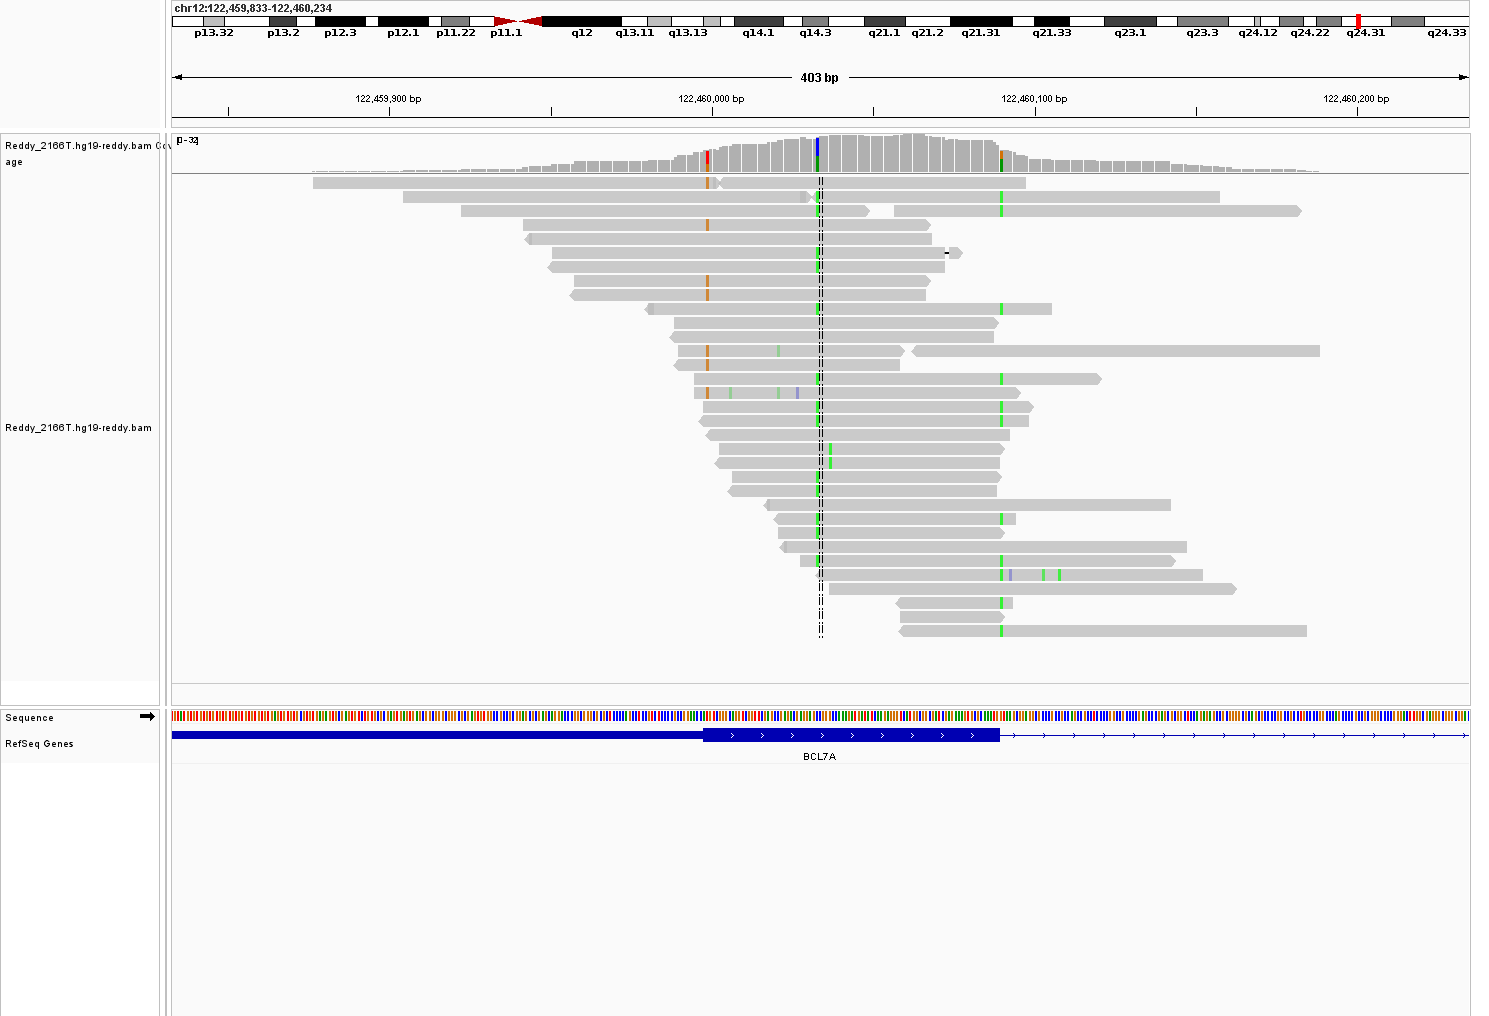 chr12:122,459,833-122,460,234
p13.32 p13.2 p12.3 p12.1 p11.22 p11.1 q12 q13.11 q13.13 q14.1 q14.3 q21.1 q21.2 q21.31 q21.33 q23.1 q23.3 q24.12 q24.22 q24.31 q24.33
403 bp
122,459,900 bp 122,460,000 bp 122,460,100 bp 122,460,200 bp
[0-32]
Reddy_2166T.hg19-reddy.bam Cov
age
Reddy_2166T.hg19-reddy.bam
Sequence
RefSeq Genes
BCL7A